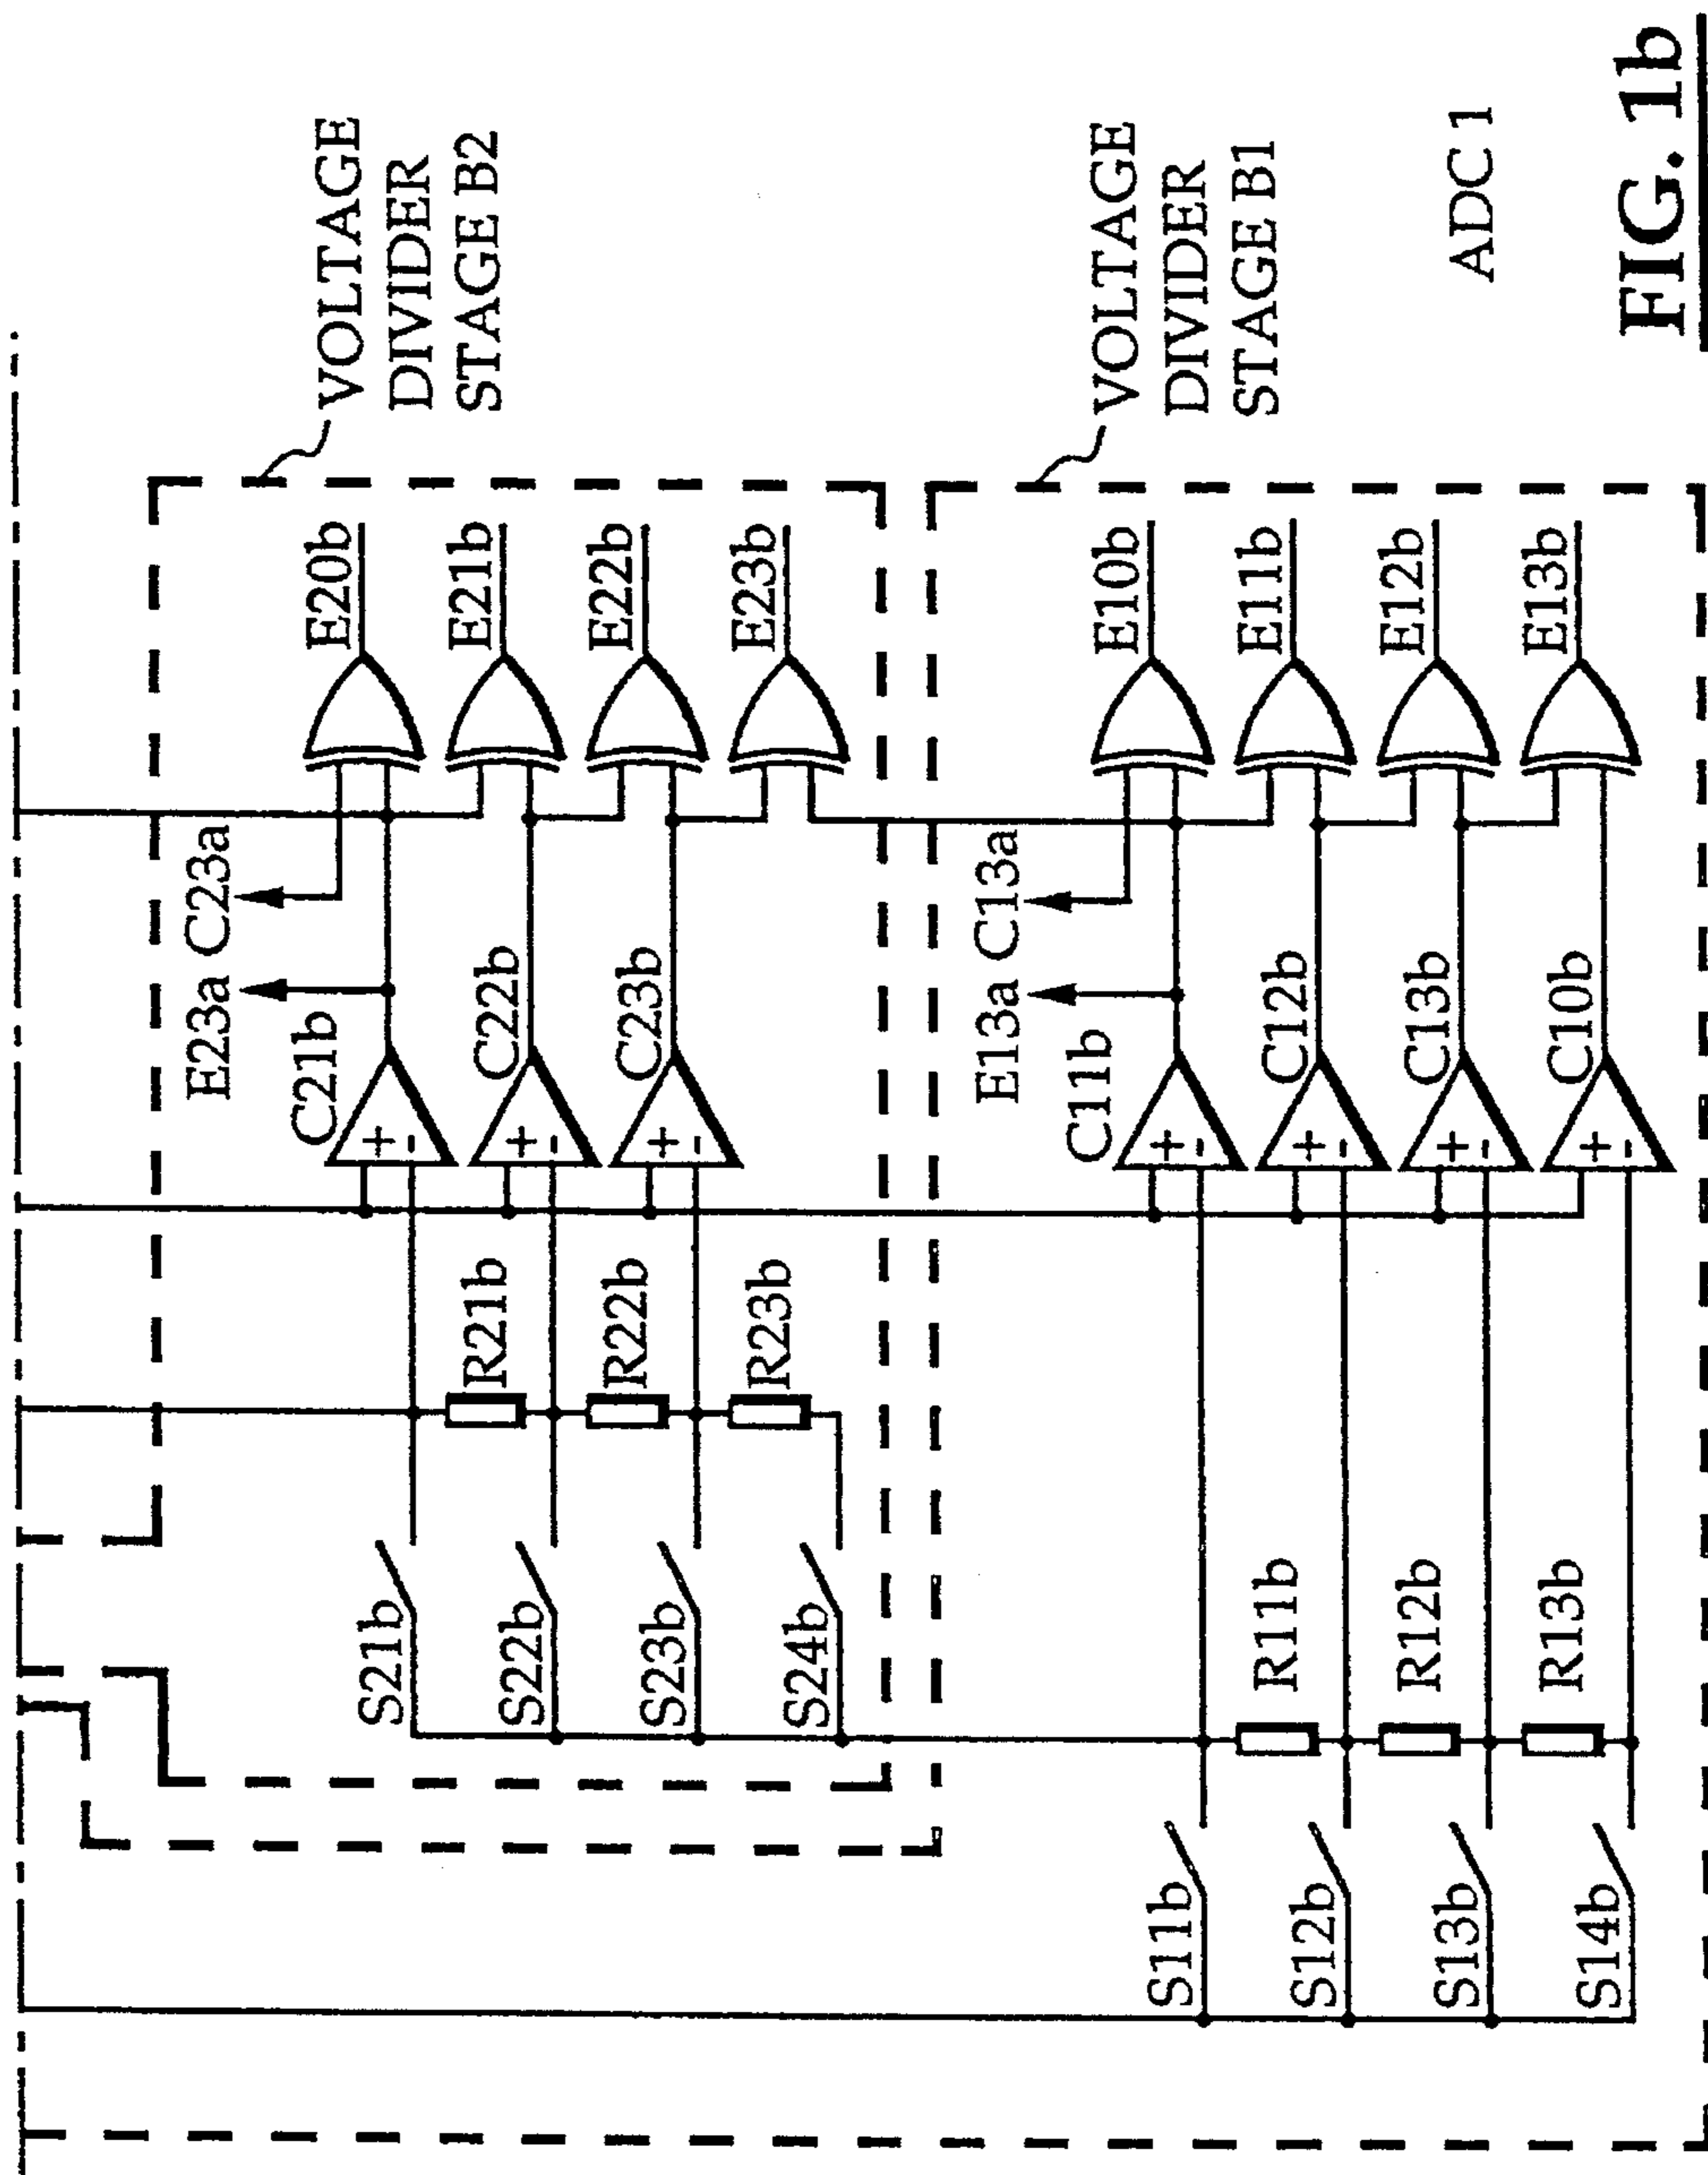 VOLTAGE
DIVIDER
STAGE B2
E23a C23a
E20b
E21b
E22b
E23b
C21b
C22b
C23b
+
-
+
-
+
-
R21b
R22b
R23b
S21b
S22b
S23b
S24b
VOLTAGE
DIVIDER
STAGE B1
E13a C13a
E10b
E11b
E12b
E13b
C11b
C12b
C13b
C10b
+
-
+
-
+
-
+
-
R11b
R12b
R13b
S11b
S12b
S13b
S14b
ADC 1
FIG. 1b